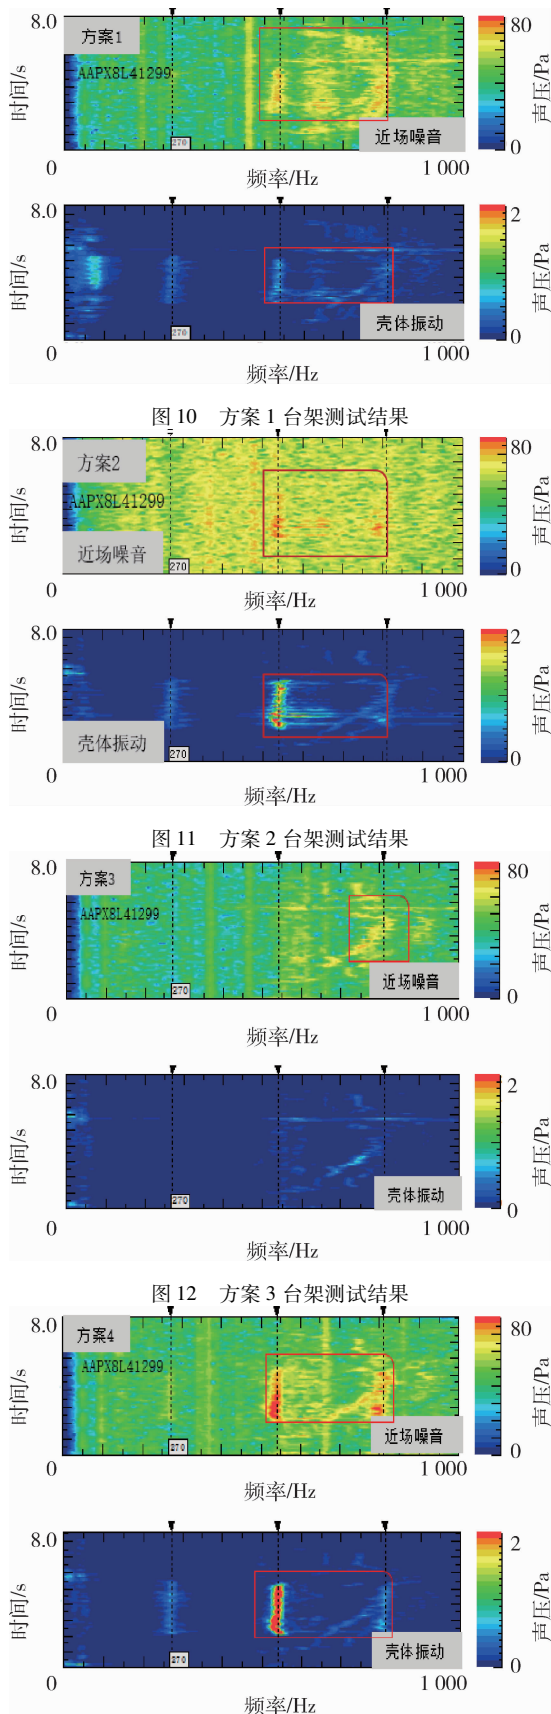 8.0
方案1
AAPX8L41299
270
近场噪音
时间/s
0
频率/Hz
1 000
80
0
声压/Pa
8.0
270
壳体振动
时间/s
0
频率/Hz
1 000
2
0
声压/Pa
图 10 方案 1 台架测试结果
8.0
方案2
AAPX8L41299
近场噪音
270
时间/s
0
频率/Hz
1 000
80
0
声压/Pa
8.0
壳体振动
270
时间/s
0
频率/Hz
1 000
2
0
声压/Pa
图 11 方案 2 台架测试结果
8.0
方案3
AAPX8L41299
270
近场噪音
时间/s
0
频率/Hz
1 000
80
0
声压/Pa
8.0
270
壳体振动
时间/s
0
频率/Hz
1 000
2
0
声压/Pa
图 12 方案 3 台架测试结果
8.0
方案4
AAPX8L41299
270
近场噪音
时间/s
0
频率/Hz
1 000
80
0
声压/Pa
8.0
270
壳体振动
时间/s
0
频率/Hz
1 000
2
0
声压/Pa